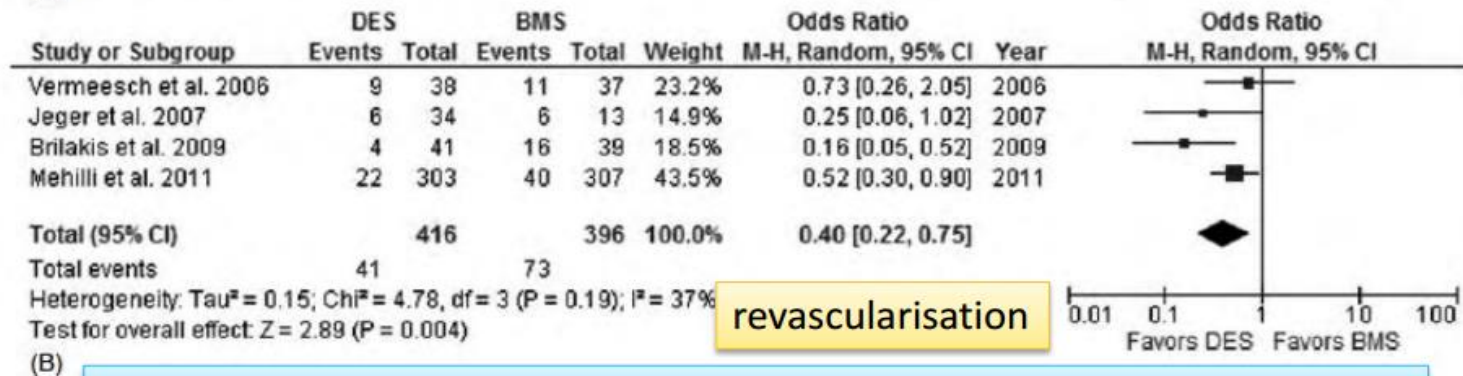 DES BMS Odds Ratio Odds Ratio
Study or Subgroup Events Total Events Total Weight M-H, Random, 95% CI Year M-H, Random, 95% CI
Vermeesch et al. 2006 9 38 11 37 23.2% 0.73 [0.26, 2.05] 2006
Jeger et al. 2007 6 34 6 13 14.9% 0.25 [0.06, 1.02] 2007
Brilakis et al. 2009 4 41 16 39 18.5% 0.16 [0.05, 0.52] 2009
Mehilli et al. 2011 22 303 40 307 43.5% 0.52 [0.30, 0.90] 2011
Total (95% CI) 416 396 100.0% 0.40 [0.22, 0.75]
Total events 41 73
Heterogeneity: Tau² = 0.15; Chi² = 4.78, df = 3 (P = 0.19); I² = 37%
Test for overall effect: Z = 2.89 (P = 0.004)
revascularisation
0.01 0.1 1 10 100
Favors DES Favors BMS
(B)